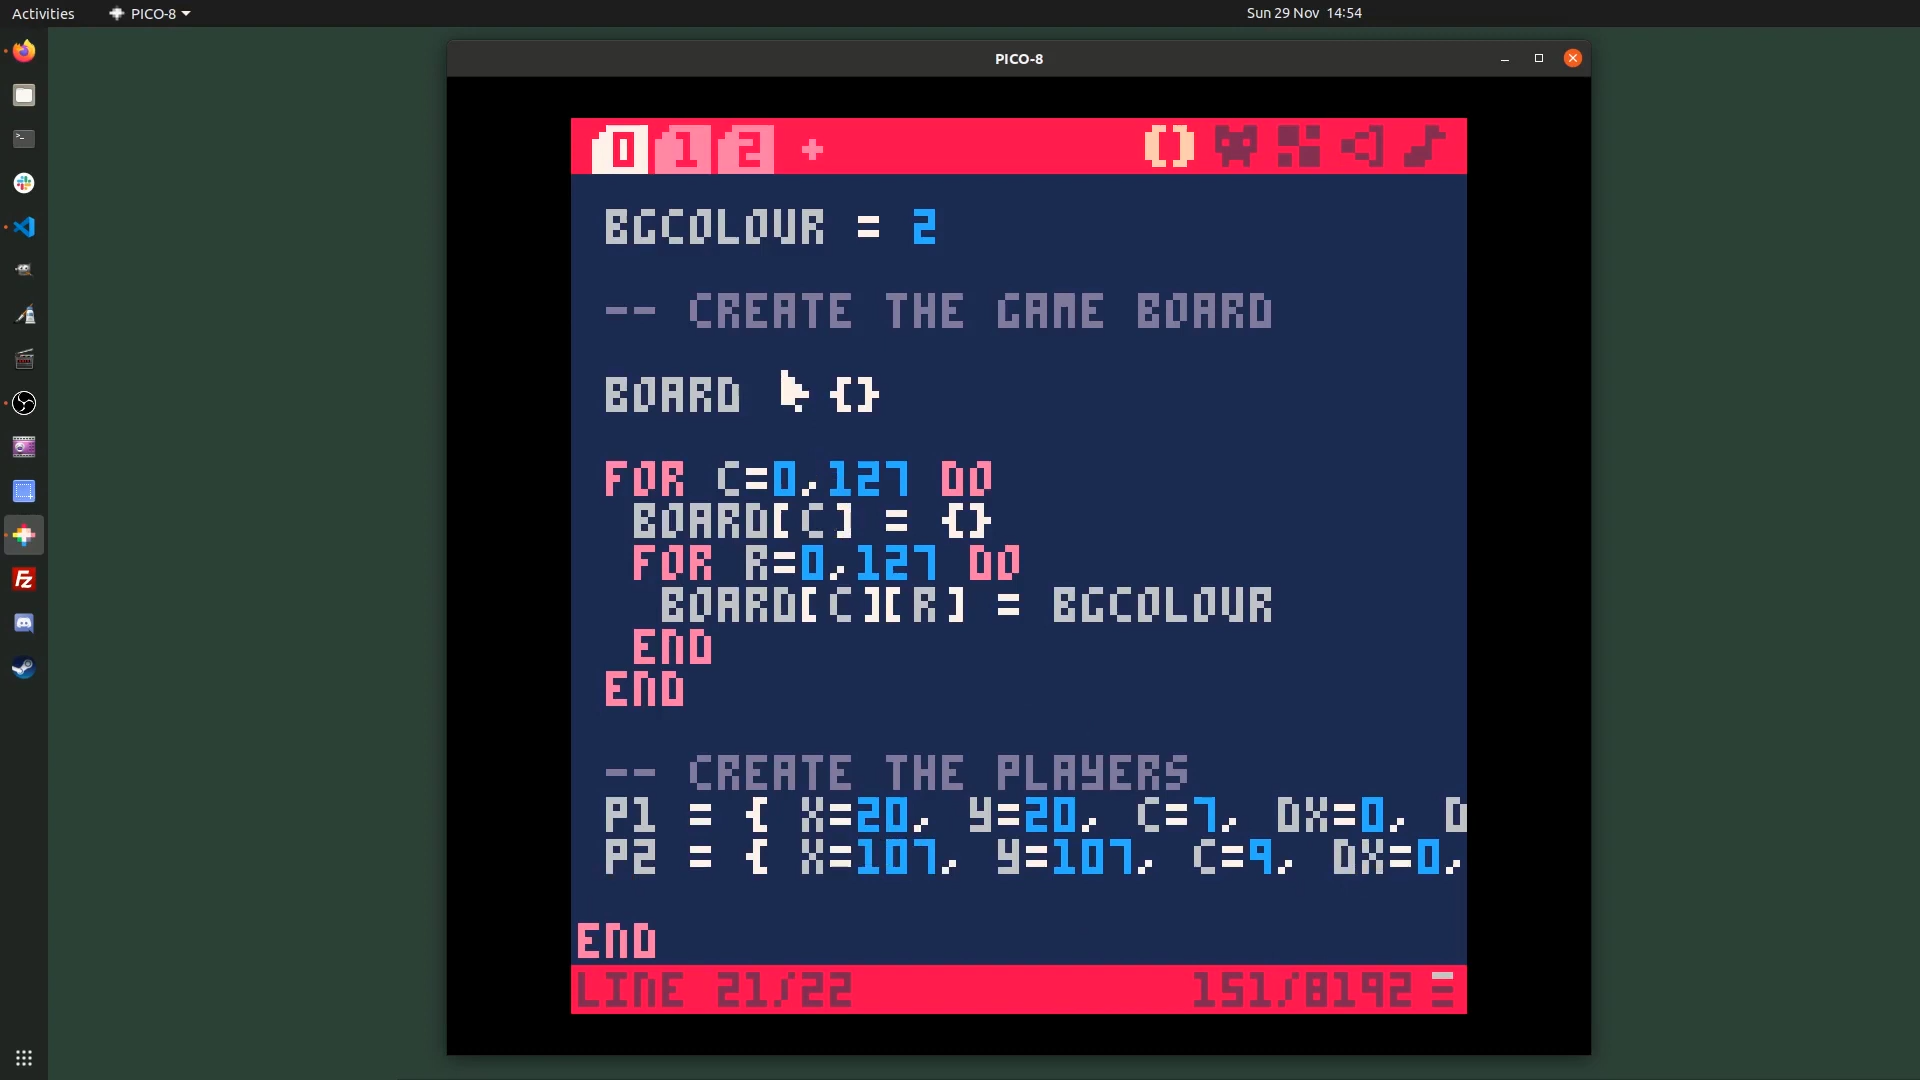 Activities PICO-8 Sun 29 Nov 14:54
PICO-8
0 1 2 +
BGCOLOUR = 2
-- CREATE THE GAME BOARD
BOARD {}
FOR C=0,127 DO
BOARD[C] = {}
FOR R=0,127 DO
BOARD[C][R] = BGCOLOUR
END
END
-- CREATE THE PLAYERS
P1 = { X=20, Y=20, C=7, DX=0, D
P2 = { X=107, Y=107, C=9, DX=0,
END
LINE 21/22 151/8192